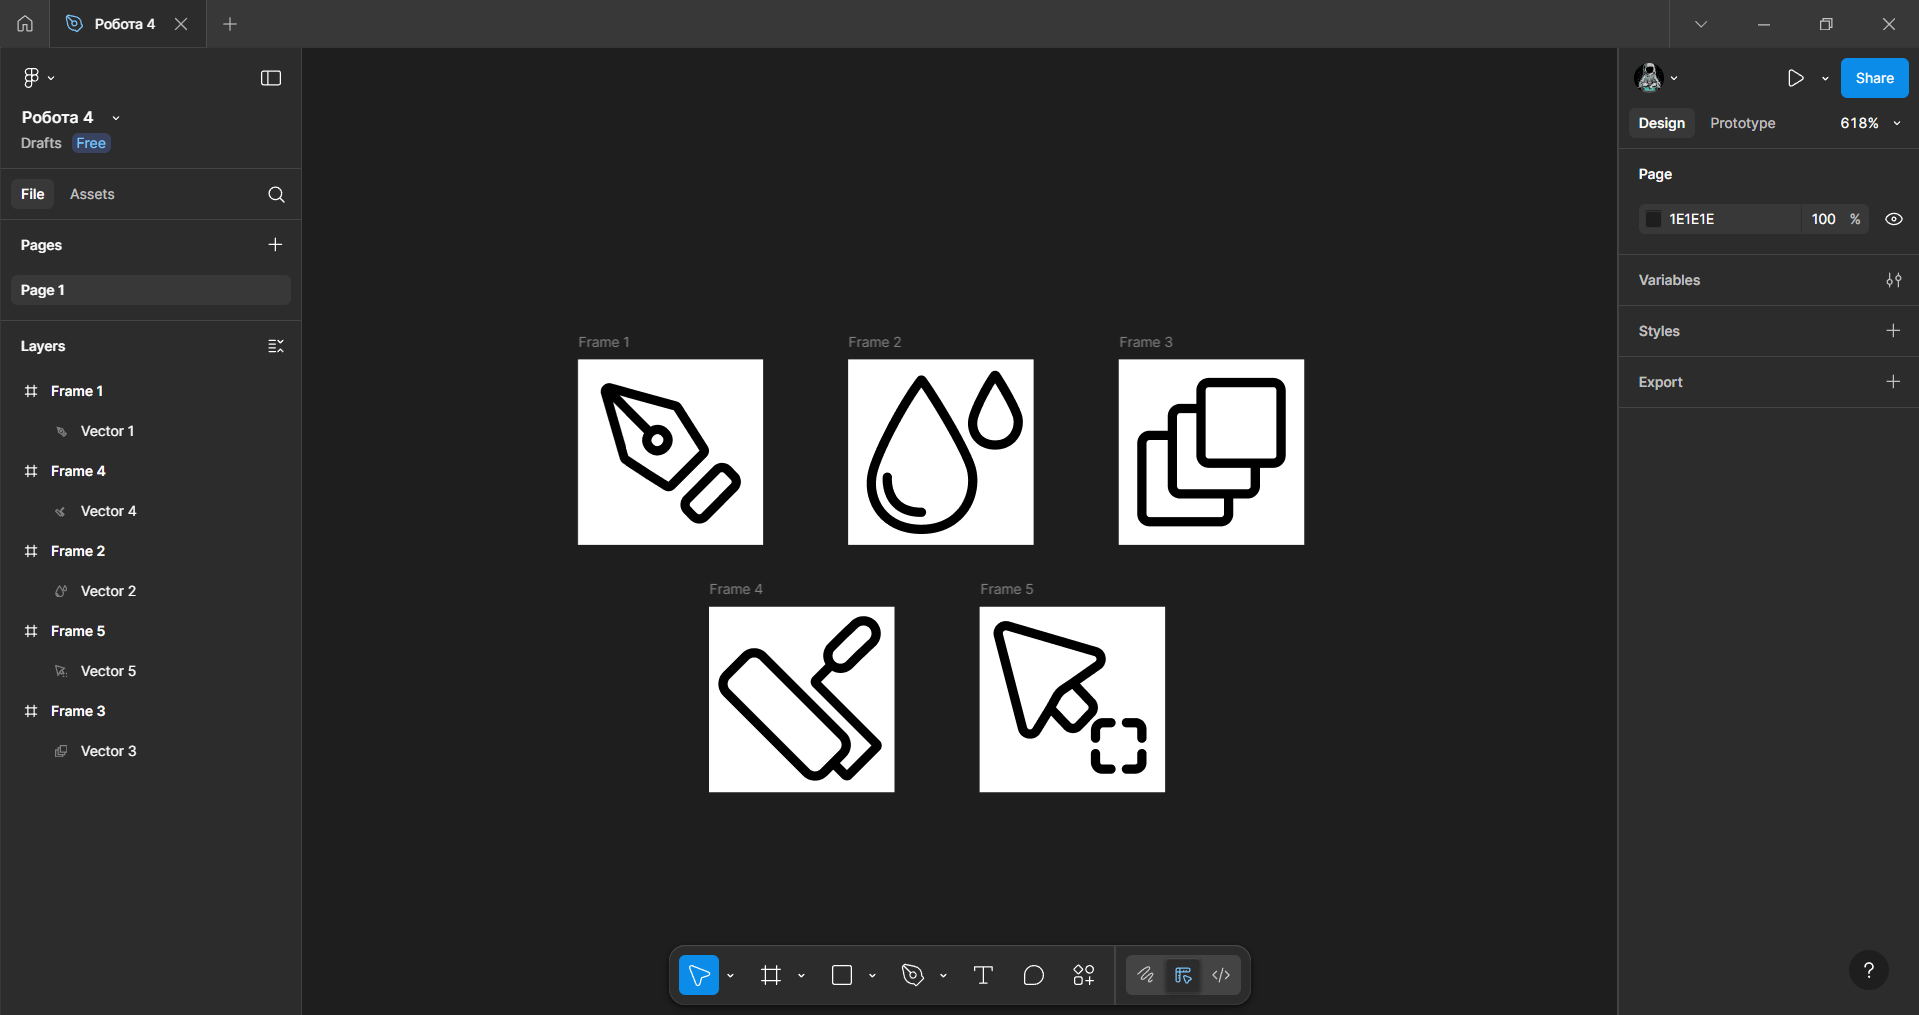 Робота 4
Робота 4
Drafts Free
File Assets
Pages
Page 1
Layers
Frame 1
Vector 1
Frame 4
Vector 4
Frame 2
Vector 2
Frame 5
Vector 5
Frame 3
Vector 3
Frame 1 Frame 2 Frame 3
Frame 4 Frame 5
Share
Design Prototype 618%
Page
1E1E1E 100 %
Variables
Styles
Export
?